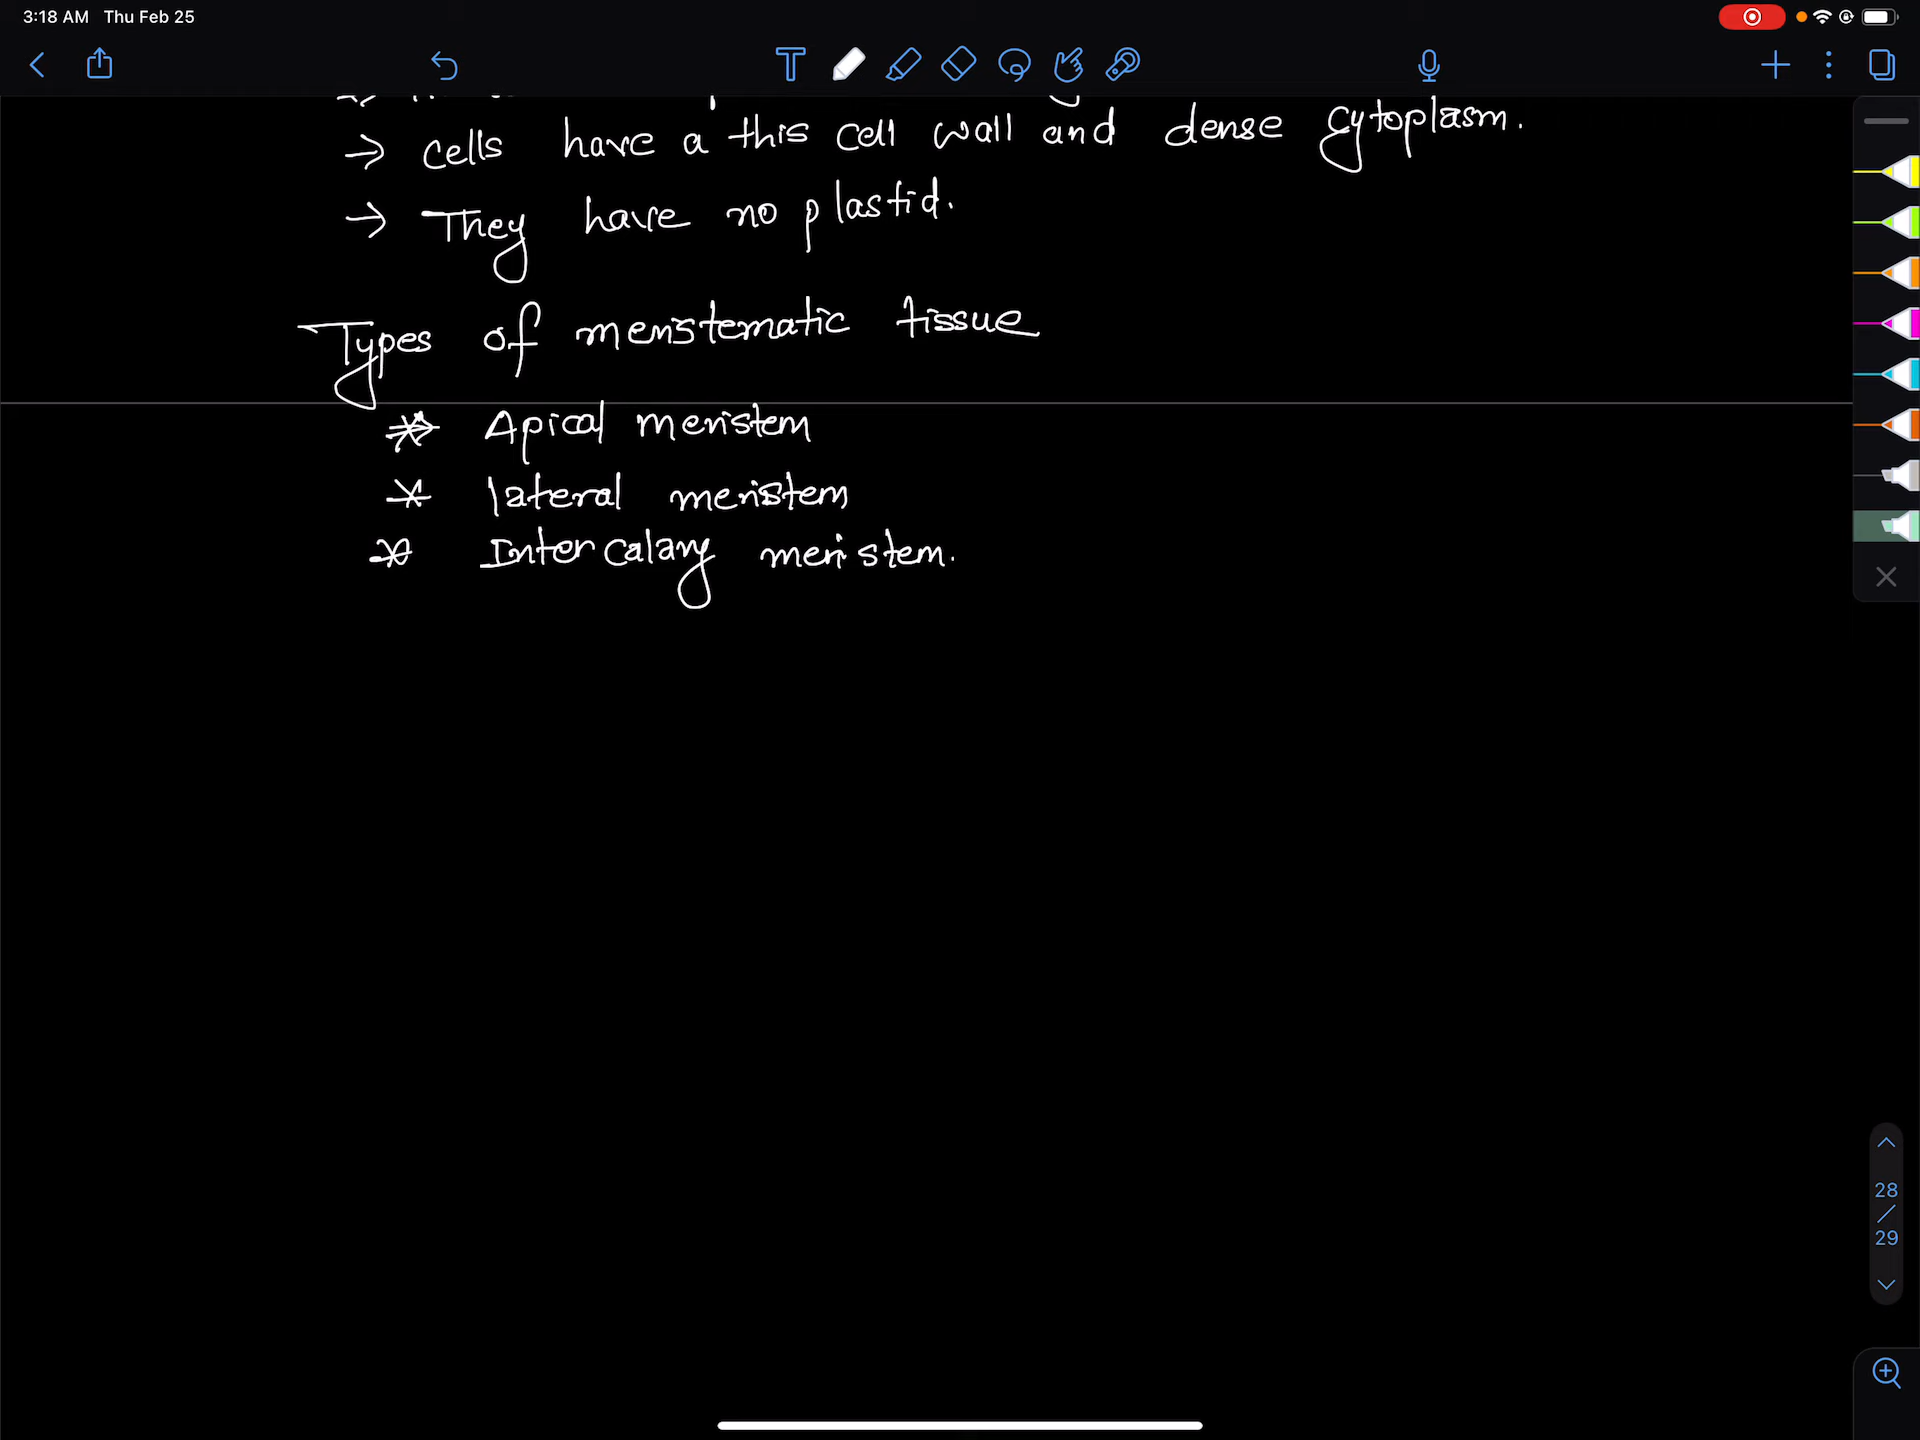 3:18 AM Thu Feb 25
→ cells have a this cell wall and dense cytoplasm.
→ They have no plastid.
Types of meristematic tissue
* Apical meristem
* lateral meristem
* Intercalary meristem.
28
/
29